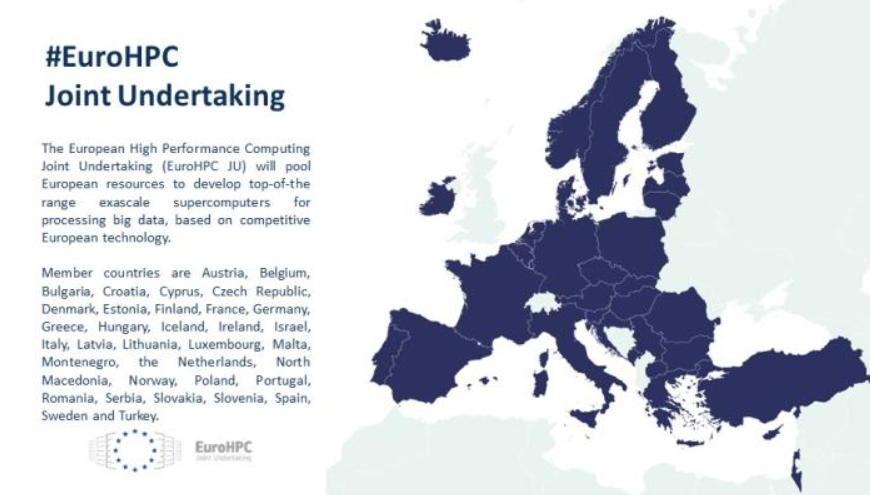 #EuroHPC
Joint Undertaking
The European High Performance Computing
Joint Undertaking (EuroHPC JU) will pool
European resources to develop top-of-the
range exascale supercomputers for
processing big data, based on competitive
European technology.
Member countries are Austria, Belgium,
Bulgaria, Croatia, Cyprus, Czech Republic,
Denmark, Estonia, Finland, France, Germany,
Greece, Hungary, Iceland, Ireland, Israel,
Italy, Latvia, Lithuania, Luxembourg, Malta,
Montenegro, the Netherlands, North
Macedonia, Norway, Poland, Portugal,
Romania, Serbia, Slovakia, Slovenia, Spain,
Sweden and Turkey.
EuroHPC
Joint Undertaking